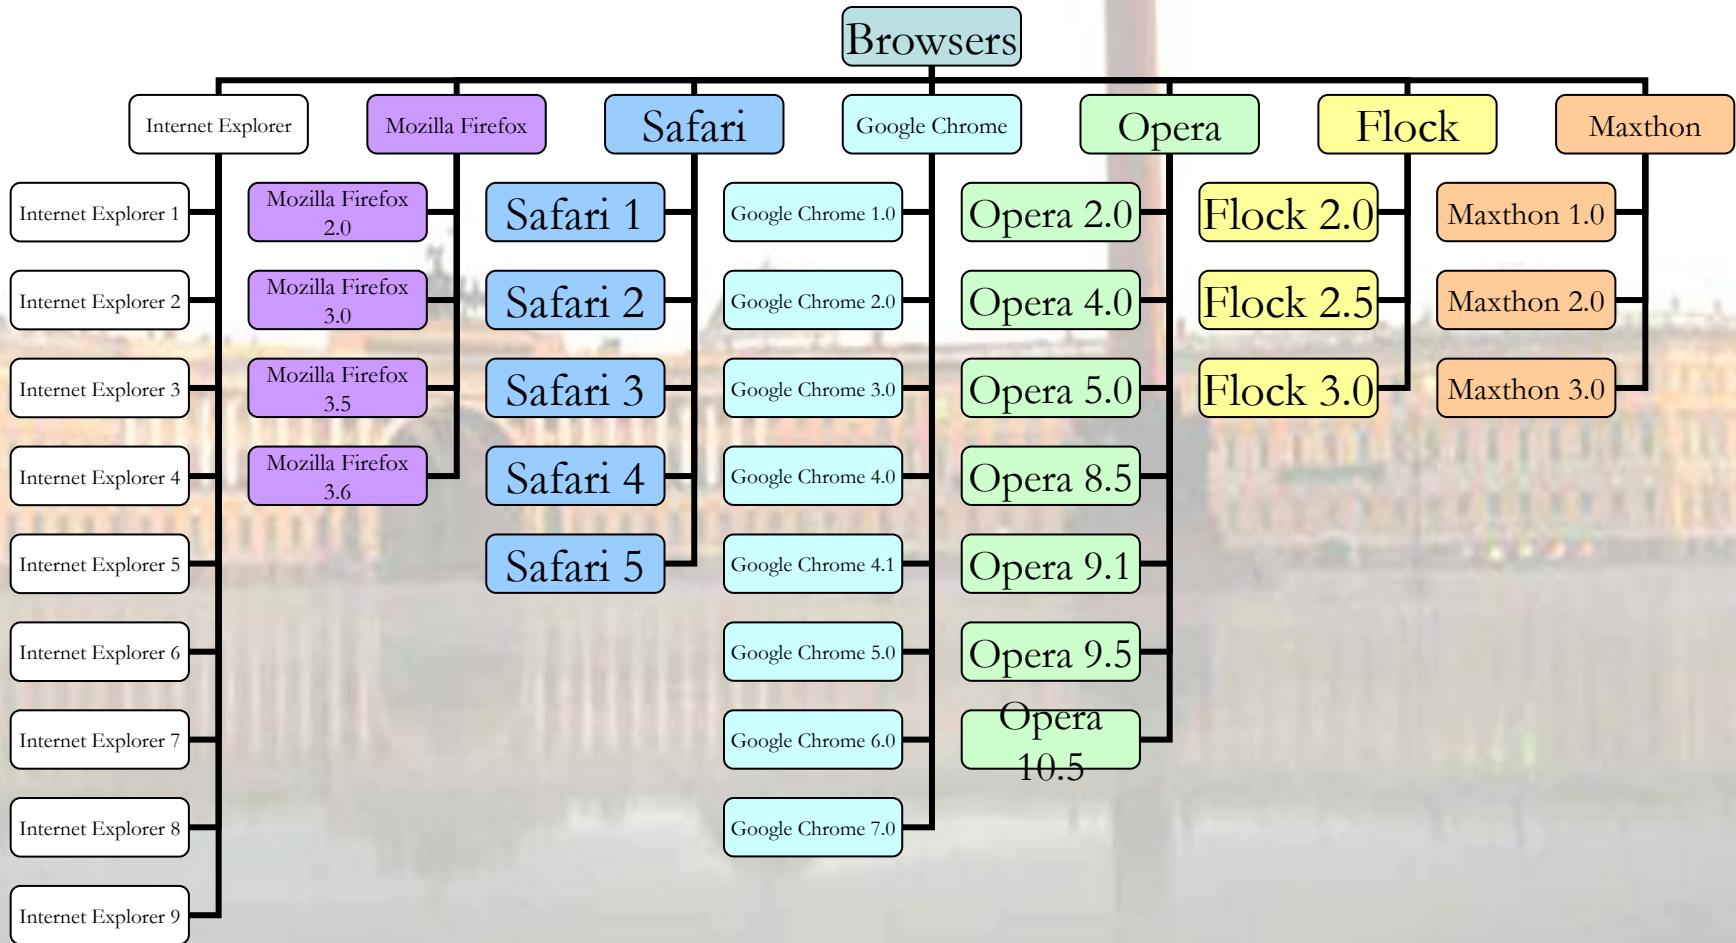 Browsers
Internet Explorer
Mozilla Firefox
Safari
Google Chrome
Opera
Flock
Maxthon
Internet Explorer 1
Internet Explorer 2
Internet Explorer 3
Internet Explorer 4
Internet Explorer 5
Internet Explorer 6
Internet Explorer 7
Internet Explorer 8
Internet Explorer 9
Mozilla Firefox
2.0
Mozilla Firefox
3.0
Mozilla Firefox
3.5
Mozilla Firefox
3.6
Safari 1
Safari 2
Safari 3
Safari 4
Safari 5
Google Chrome 1.0
Google Chrome 2.0
Google Chrome 3.0
Google Chrome 4.0
Google Chrome 4.1
Google Chrome 5.0
Google Chrome 6.0
Google Chrome 7.0
Opera 2.0
Opera 4.0
Opera 5.0
Opera 8.5
Opera 9.1
Opera 9.5
Opera
10.5
Flock 2.0
Flock 2.5
Flock 3.0
Maxthon 1.0
Maxthon 2.0
Maxthon 3.0